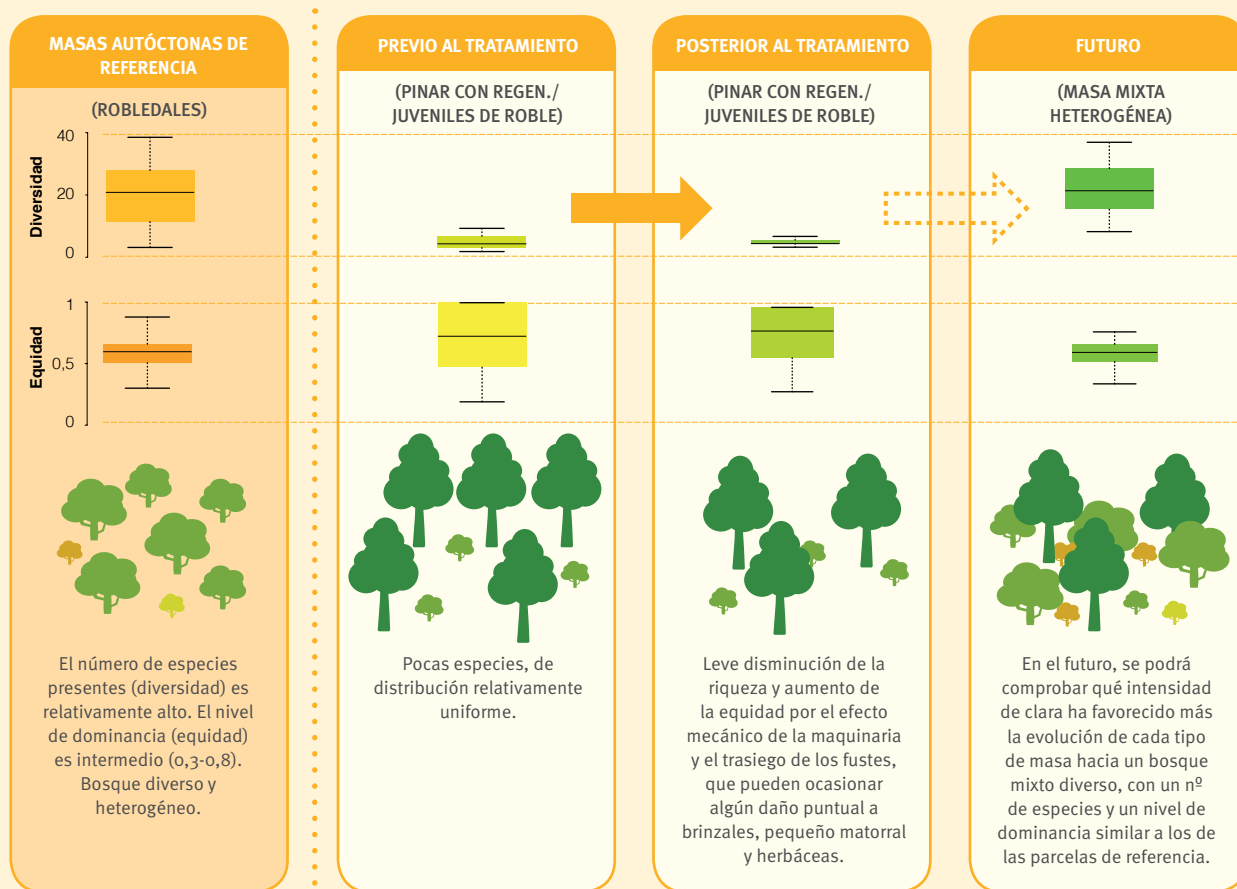 MASAS AUTÓCTONAS DE
REFERENCIA
(ROBLEDALES)
Diversidad
40
20
0
Equidad
1
0,5
0
El número de especies
presentes (diversidad) es
relativamente alto. El nivel
de dominancia (equidad)
es intermedio (0,3-0,8).
Bosque diverso y
heterogéneo.
PREVIO AL TRATAMIENTO
(PINAR CON REGEN./
JUVENILES DE ROBLE)
Pocas especies, de
distribución relativamente
uniforme.
POSTERIOR AL TRATAMIENTO
(PINAR CON REGEN./
JUVENILES DE ROBLE)
Leve disminución de la
riqueza y aumento de
la equidad por el efecto
mecánico de la maquinaria
y el trasiego de los fustes,
que pueden ocasionar
algún daño puntual a
brinzales, pequeño matorral
y herbáceas.
FUTURO
(MASA MIXTA
HETEROGÉNEA)
En el futuro, se podrá
comprobar qué intensidad
de clara ha favorecido más
la evolución de cada tipo
de masa hacia un bosque
mixto diverso, con un nº
de especies y un nivel de
dominancia similar a los de
las parcelas de referencia.